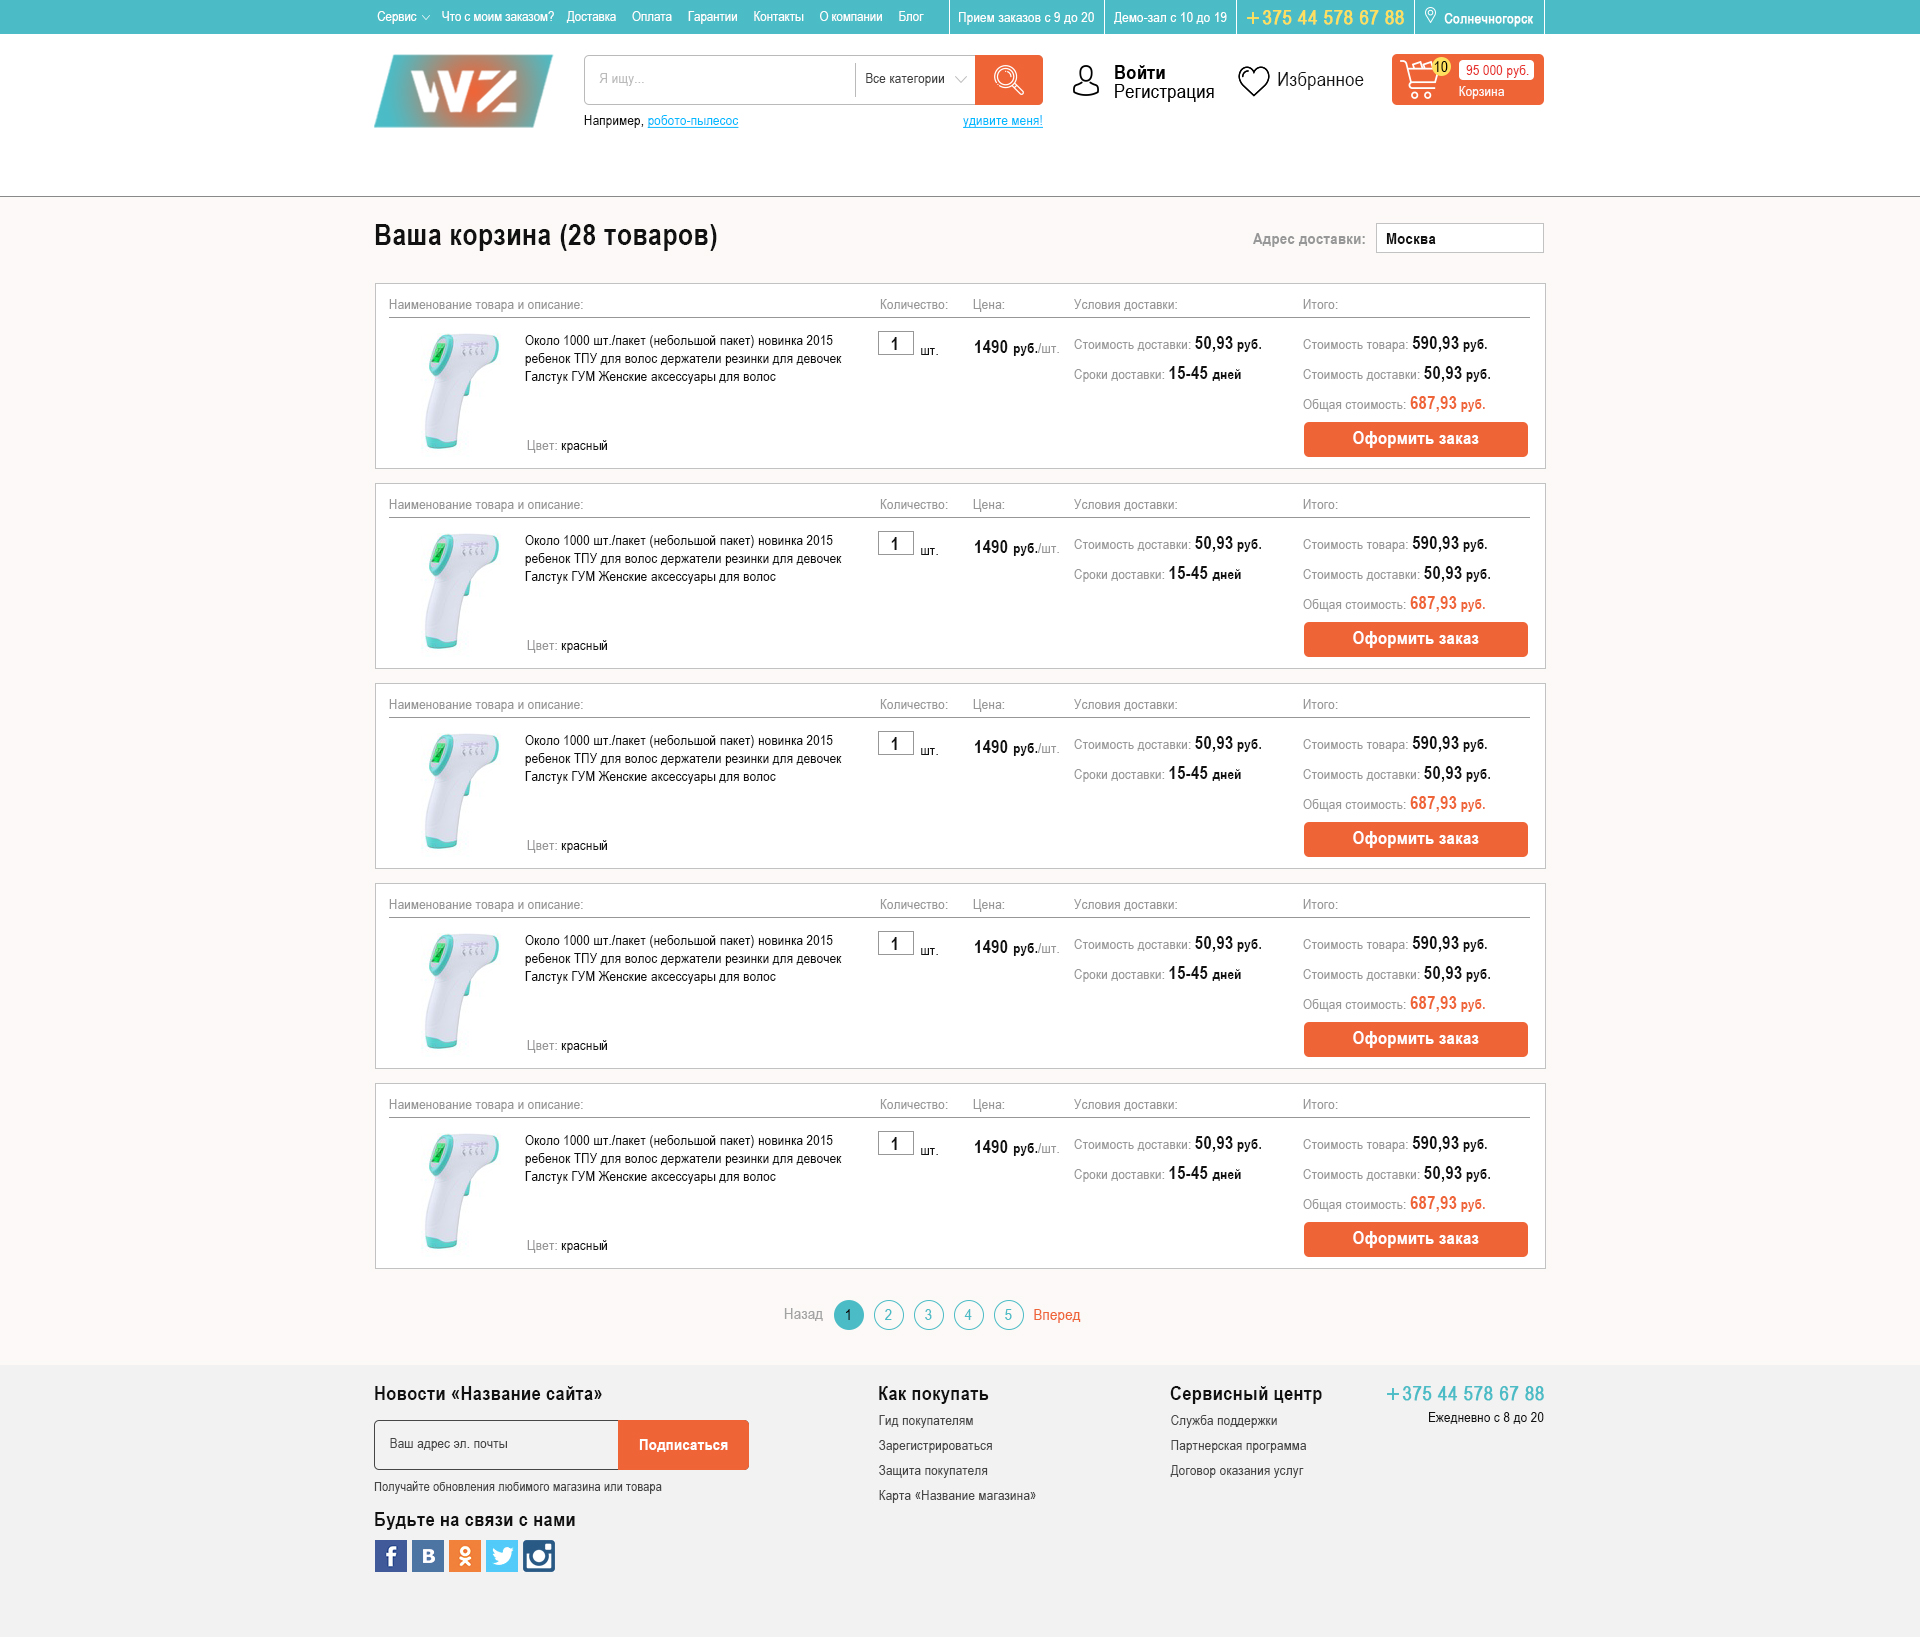 Сервис Что с моим заказом? Доставка Оплата Гарантии Контакты О компании Блог Прием заказов с 9 до 20 Демо-зал с 10 до 19 +375 44 578 67 88 Солнечногорск
WZ Я ищу... Все категории Войти Регистрация Избранное 10 95 000 руб. Корзина
Например, робото-пылесос удивите меня!
Ваша корзина (28 товаров) Адрес доставки: Москва
Наименование товара и описание: Количество: Цена: Условия доставки: Итого:
Около 1000 шт./пакет (небольшой пакет) новинка 2015 1 шт. 1490 руб./шт. Стоимость доставки: 50,93 руб. Стоимость товара: 590,93 руб.
ребенок ТПУ для волос держатели резинки для девочек
Галстук ГУМ Женские аксессуары для волос Сроки доставки: 15-45 дней Стоимость доставки: 50,93 руб.
Общая стоимость: 687,93 руб.
Цвет: красный Оформить заказ
Наименование товара и описание: Количество: Цена: Условия доставки: Итого:
Около 1000 шт./пакет (небольшой пакет) новинка 2015 1 шт. 1490 руб./шт. Стоимость доставки: 50,93 руб. Стоимость товара: 590,93 руб.
ребенок ТПУ для волос держатели резинки для девочек
Галстук ГУМ Женские аксессуары для волос Сроки доставки: 15-45 дней Стоимость доставки: 50,93 руб.
Общая стоимость: 687,93 руб.
Цвет: красный Оформить заказ
Наименование товара и описание: Количество: Цена: Условия доставки: Итого:
Около 1000 шт./пакет (небольшой пакет) новинка 2015 1 шт. 1490 руб./шт. Стоимость доставки: 50,93 руб. Стоимость товара: 590,93 руб.
ребенок ТПУ для волос держатели резинки для девочек
Галстук ГУМ Женские аксессуары для волос Сроки доставки: 15-45 дней Стоимость доставки: 50,93 руб.
Общая стоимость: 687,93 руб.
Цвет: красный Оформить заказ
Наименование товара и описание: Количество: Цена: Условия доставки: Итого:
Около 1000 шт./пакет (небольшой пакет) новинка 2015 1 шт. 1490 руб./шт. Стоимость доставки: 50,93 руб. Стоимость товара: 590,93 руб.
ребенок ТПУ для волос держатели резинки для девочек
Галстук ГУМ Женские аксессуары для волос Сроки доставки: 15-45 дней Стоимость доставки: 50,93 руб.
Общая стоимость: 687,93 руб.
Цвет: красный Оформить заказ
Наименование товара и описание: Количество: Цена: Условия доставки: Итого:
Около 1000 шт./пакет (небольшой пакет) новинка 2015 1 шт. 1490 руб./шт. Стоимость доставки: 50,93 руб. Стоимость товара: 590,93 руб.
ребенок ТПУ для волос держатели резинки для девочек
Галстук ГУМ Женские аксессуары для волос Сроки доставки: 15-45 дней Стоимость доставки: 50,93 руб.
Общая стоимость: 687,93 руб.
Цвет: красный Оформить заказ
Назад 1 2 3 4 5 Вперед
Новости «Название сайта» Как покупать Сервисный центр +375 44 578 67 88
Гид покупателям Служба поддержки Ежедневно с 8 до 20
Ваш адрес эл. почты Подписаться Зарегистрироваться Партнерская программа
Защита покупателя Договор оказания услуг
Получайте обновления любимого магазина или товара Карта «Название магазина»
Будьте на связи с нами